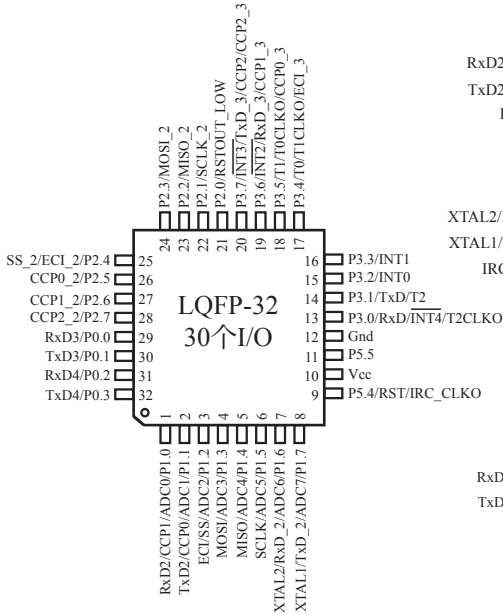 P2.3/MOSI_2
P2.2/MISO_2
P2.1/SCLK_2
P2.0/RSTOUT_LOW
P3.7/INT3/TxD_3/CCP2/CCP2_3
P3.6/INT2/RxD_3/CCP1_3
P3.5/T1/T0CLKO/CCP0_3
P3.4/T0/T1CLKO/ECI_3
24
23
22
21
20
19
18
17
SS_2/ECI_2/P2.4 25
CCP0_2/P2.5 26
CCP1_2/P2.6 27
CCP2_2/P2.7 28
RxD3/P0.0 29
TxD3/P0.1 30
RxD4/P0.2 31
TxD4/P0.3 32
LQFP-32
30个I/O
16 P3.3/INT1
15 P3.2/INT0
14 P3.1/TxD/T2
13 P3.0/RxD/INT4/T2CLKO
12 Gnd
11 P5.5
10 Vcc
9 P5.4/RST/IRC_CLKO
1
2
3
4
5
6
7
8
RxD2/CCP1/ADC0/P1.0
TxD2/CCP0/ADC1/P1.1
ECI/SS/ADC2/P1.2
MOSI/ADC3/P1.3
MISO/ADC4/P1.4
SCLK/ADC5/P1.5
XTAL2/RxD_2/ADC6/P1.6
XTAL1/TxD_2/ADC7/P1.7
RxD2
TxD2
XTAL2/
XTAL1/
IRC
RxD
TxD